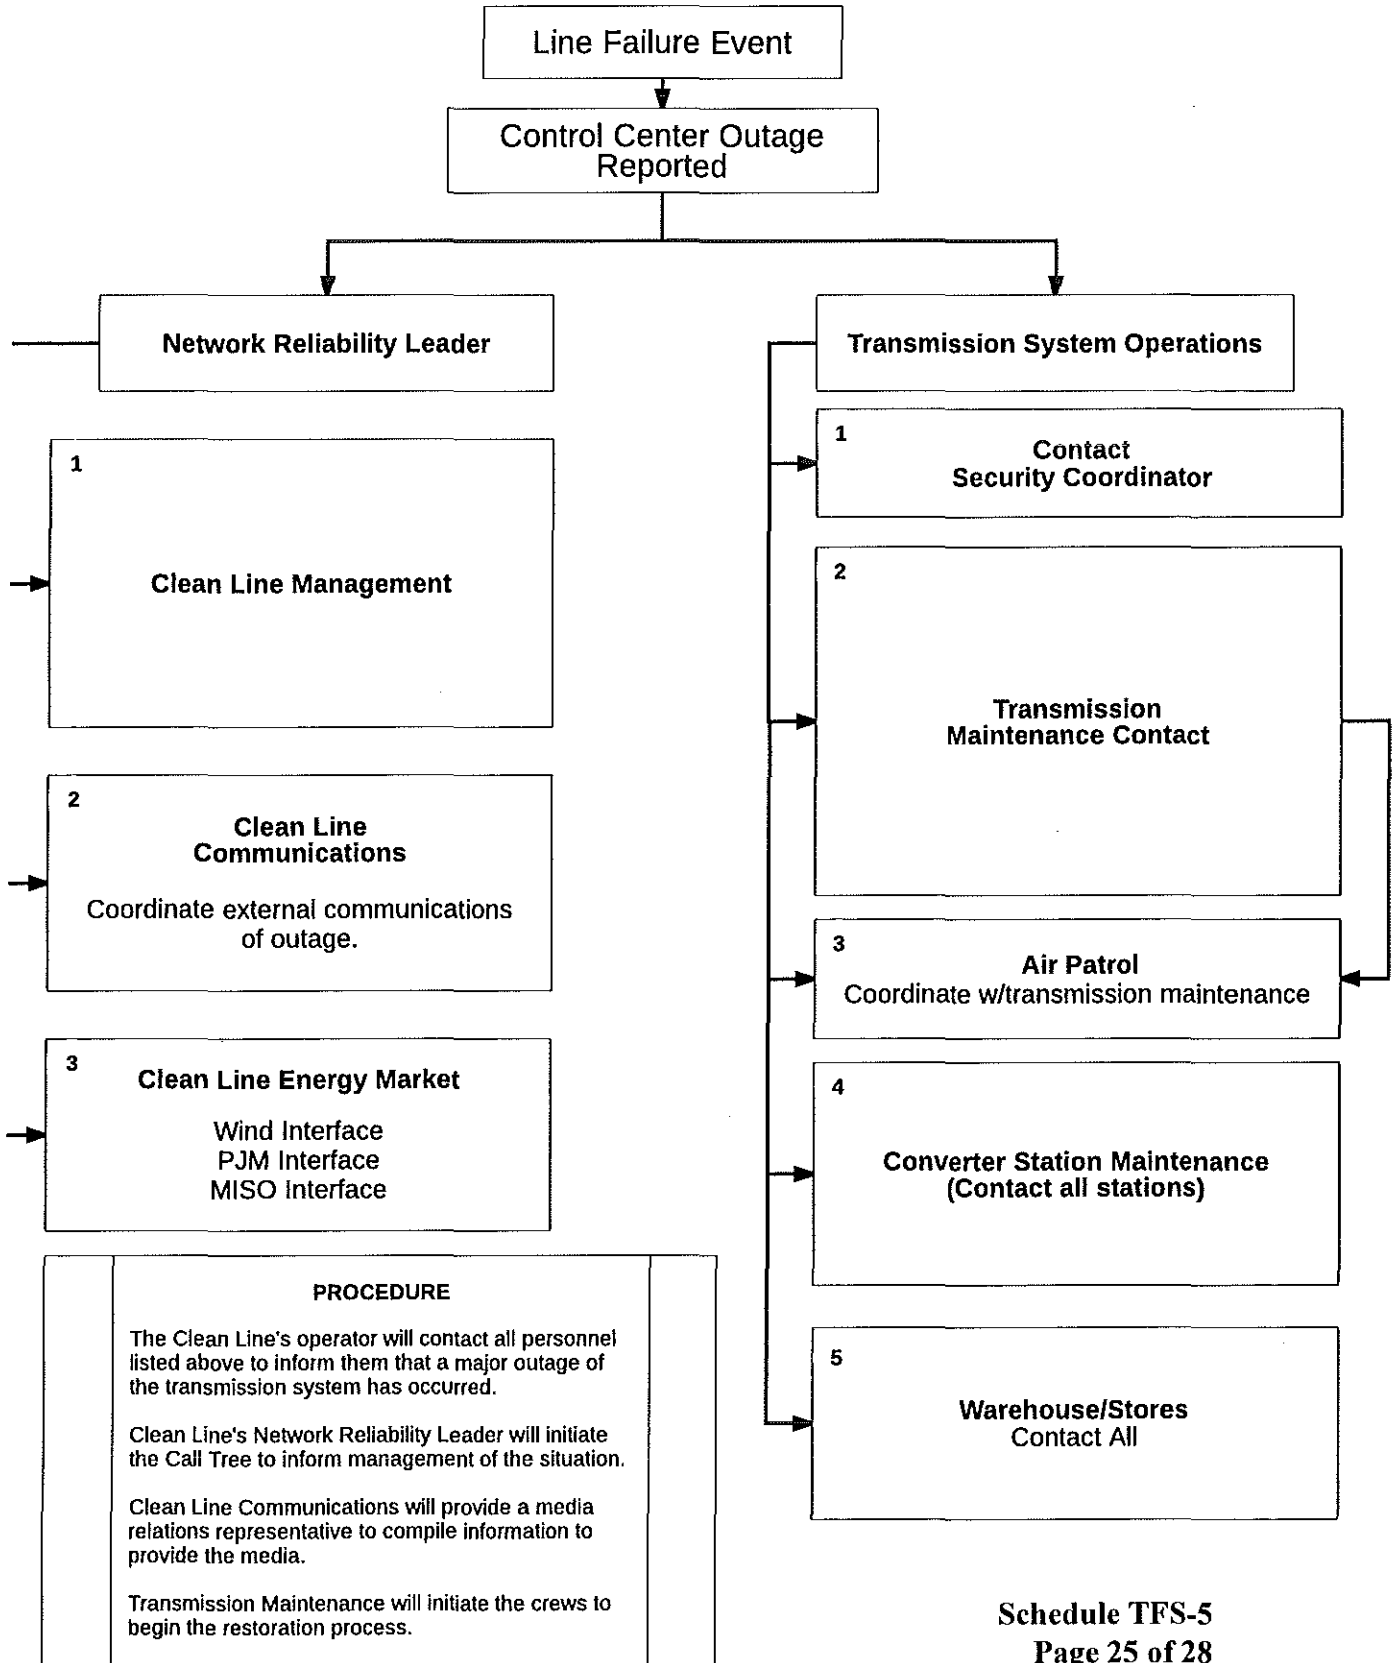 Line Failure Event
Control Center Outage
Reported
Network Reliability Leader
1
Clean Line Management
2
Clean Line
Communications
Coordinate external communications
of outage.
3
Clean Line Energy Market
Wind Interface
PJM Interface
MISO Interface
PROCEDURE
The Clean Line's operator will contact all personnel
listed above to inform them that a major outage of
the transmission system has occurred.
Clean Line's Network Reliability Leader will initiate
the Call Tree to inform management of the situation.
Clean Line Communications will provide a media
relations representative to compile information to
provide the media.
Transmission Maintenance will initiate the crews to
begin the restoration process.
Transmission System Operations
1
Contact
Security Coordinator
2
Transmission
Maintenance Contact
3
Air Patrol
Coordinate w/transmission maintenance
4
Converter Station Maintenance
(Contact all stations)
5
Warehouse/Stores
Contact All
Schedule TFS-5
Page 25 of 28